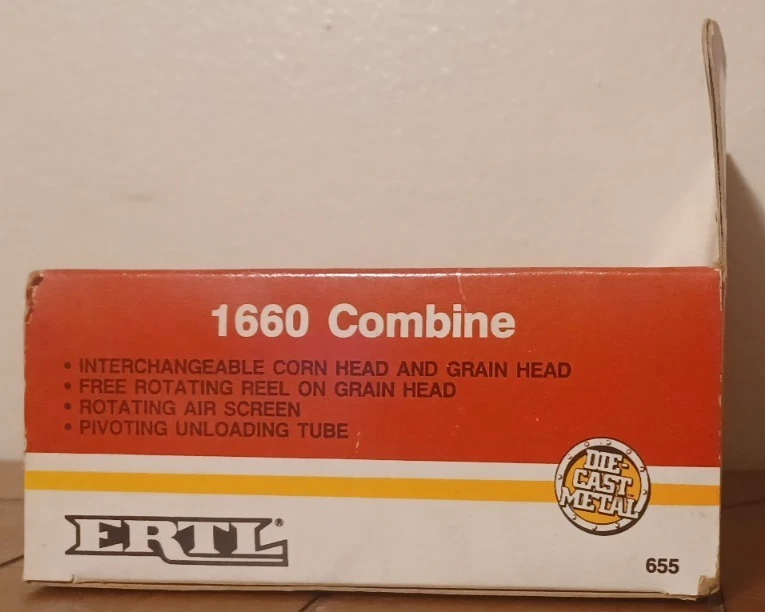 1660 Combine
• INTERCHANGEABLE CORN HEAD AND GRAIN HEAD
• FREE ROTATING REEL ON GRAIN HEAD
• ROTATING AIR SCREEN
• PIVOTING UNLOADING TUBE
DIE-
CAST
METAL
ERTL®
655